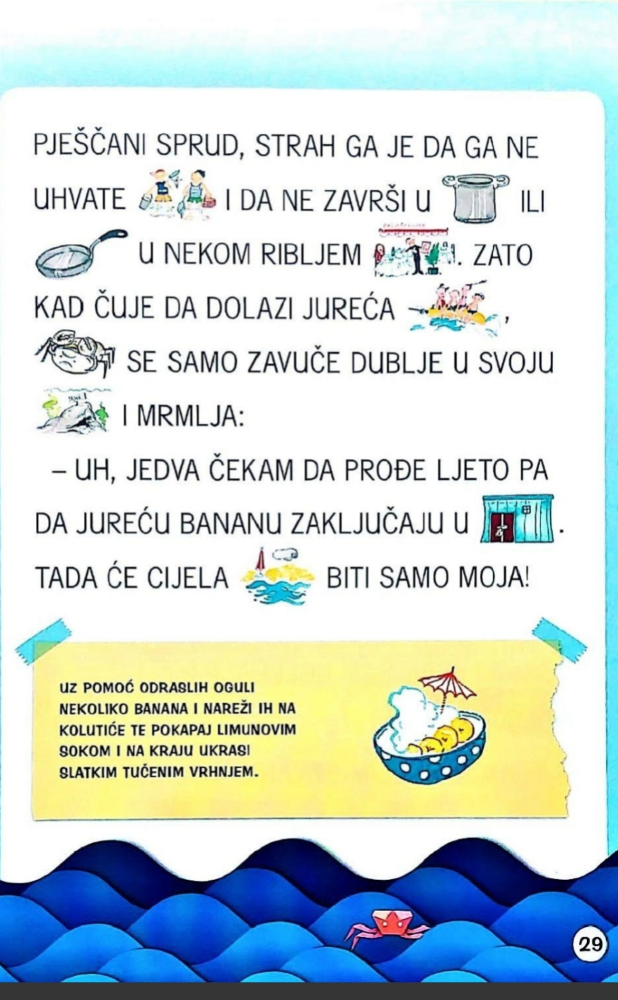 PJEŠČANI SPRUD, STRAH GA JE DA GA NE
UHVATE I DA NE ZAVRŠI U ILI
U NEKOM RIBLJEM . ZATO
KAD ČUJE DA DOLAZI JUREĆA ,
SE SAMO ZAVUČE DUBLJE U SVOJU
I MRMLJA:
– UH, JEDVA ČEKAM DA PROĐE LJETO PA
DA JUREĆU BANANU ZAKLJUČAJU U .
TADA ĆE CIJELA BITI SAMO MOJA!
UZ POMOĆ ODRASLIH OGULI
NEKOLIKO BANANA I NAREŽI IH NA
KOLUTIĆE TE POKAPAJ LIMUNOVIM
SOKOM I NA KRAJU UKRASI
SLATKIM TUČENIM VRHNJEM.
29